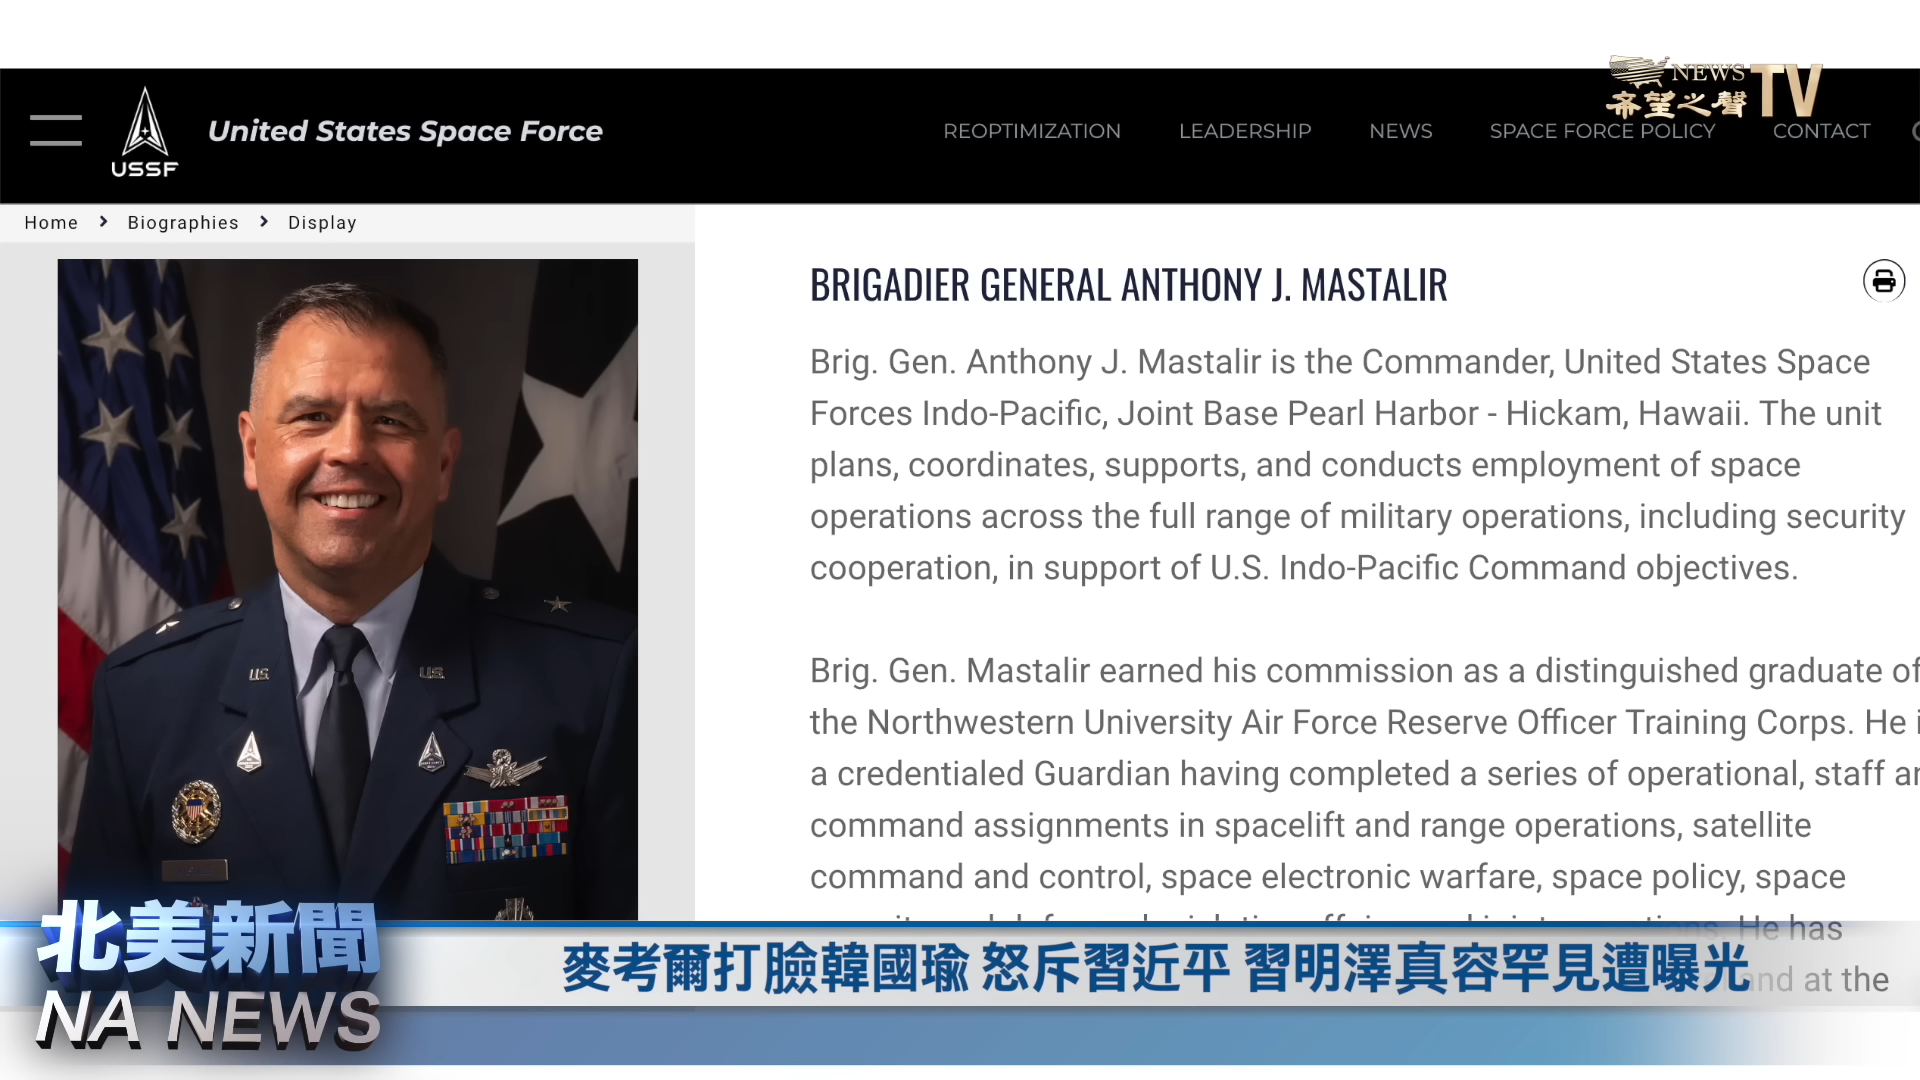 NEWS
希望之聲 TV
USSF
United States Space Force
REOPTIMIZATION LEADERSHIP NEWS SPACE FORCE POLICY CONTACT
Home > Biographies > Display
BRIGADIER GENERAL ANTHONY J. MASTALIR
Brig. Gen. Anthony J. Mastalir is the Commander, United States Space
Forces Indo-Pacific, Joint Base Pearl Harbor - Hickam, Hawaii. The unit
plans, coordinates, supports, and conducts employment of space
operations across the full range of military operations, including security
cooperation, in support of U.S. Indo-Pacific Command objectives.
Brig. Gen. Mastalir earned his commission as a distinguished graduate of
the Northwestern University Air Force Reserve Officer Training Corps. He
a credentialed Guardian having completed a series of operational, staff
command assignments in spacelift and range operations, satellite
command and control, space electronic warfare, space policy, space
He has
and at the
U.S. U.S.
北美新聞
NA NEWS
麥考爾打臉韓國瑜 怒斥習近平 習明澤真容罕見遭曝光